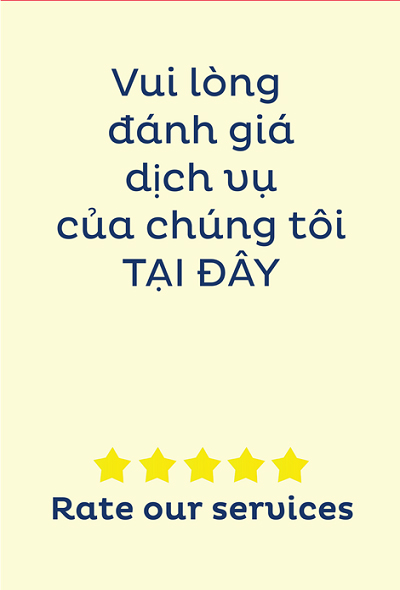 Vui lòng
đánh giá
dịch vụ
của chúng tôi
TẠI ĐÂY
Rate our services